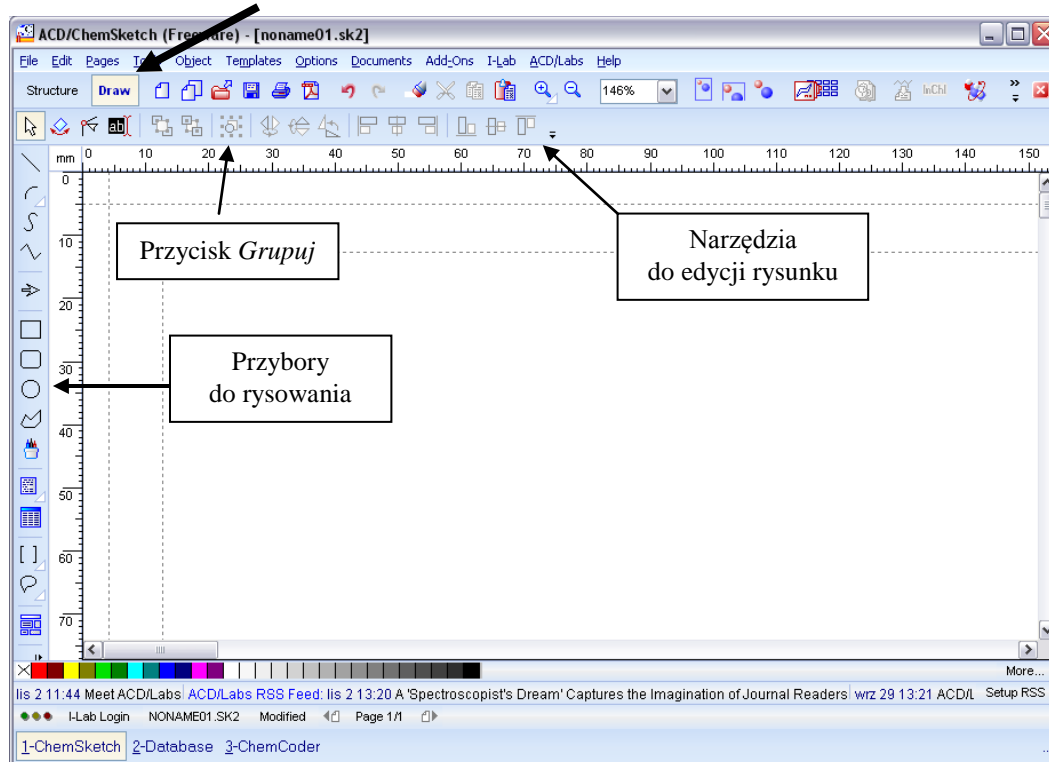 ACD/ChemSketch (Freeware) - [noname01.sk2]
File Edit Pages Object Templates Options Documents Add-Ons I-Lab ACD/Labs Help
Structure Draw 146% InChI
mm 0 10 20 30 40 50 60 70 80 90 100 110 120 130 140 150
0
10
Przycisk Grupuj
Narzędzia
do edycji rysunku
20
30
Przybory
do rysowania
40
50
60
70
More...
lis 2 11:44 Meet ACD/Labs ACD/Labs RSS Feed: lis 2 13:20 A 'Spectroscopist's Dream' Captures the Imagination of Journal Readers wrz 29 13:21 ACD/L Setup RSS
I-Lab Login NONAME01.SK2 Modified Page 1/1
1-ChemSketch 2-Database 3-ChemCoder